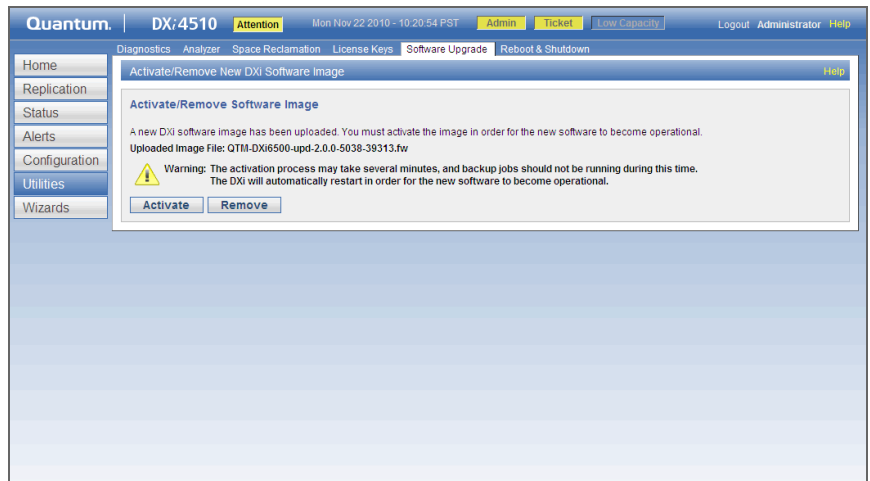 Quantum. DXi4510 Attention Mon Nov 22 2010 - 10:20:54 PST Admin Ticket Low Capacity Logout Administrator Help
Diagnostics Analyzer Space Reclamation License Keys Software Upgrade Reboot & Shutdown
Home
Replication
Status
Alerts
Configuration
Utilities
Wizards
Activate/Remove New DXi Software Image Help
Activate/Remove Software Image
A new DXi software image has been uploaded. You must activate the image in order for the new software to become operational.
Uploaded Image File: QTM-DXi6500-upd-2.0.0-5038-39313.fw
Warning: The activation process may take several minutes, and backup jobs should not be running during this time.
The DXi will automatically restart in order for the new software to become operational.
Activate Remove